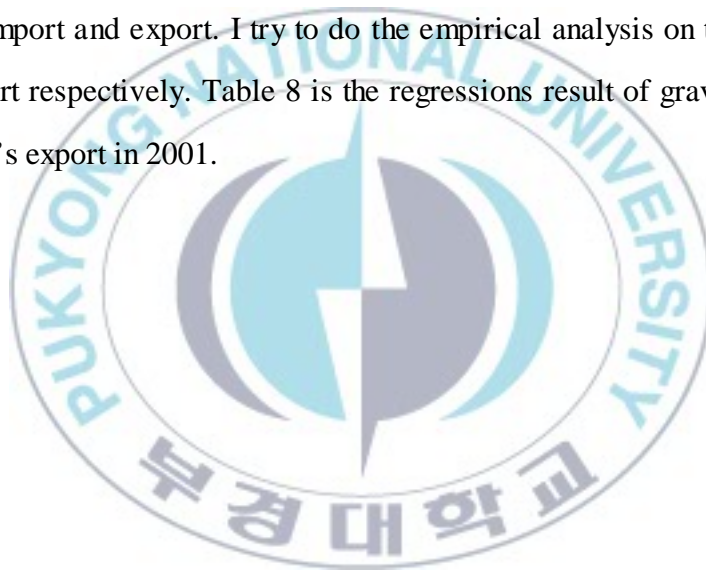 mport and export. I try to do the empirical analysis on t
rt respectively. Table 8 is the regressions result of grav
's export in 2001.
PUKYONG NATIONAL UNIVERSITY
부경대학교